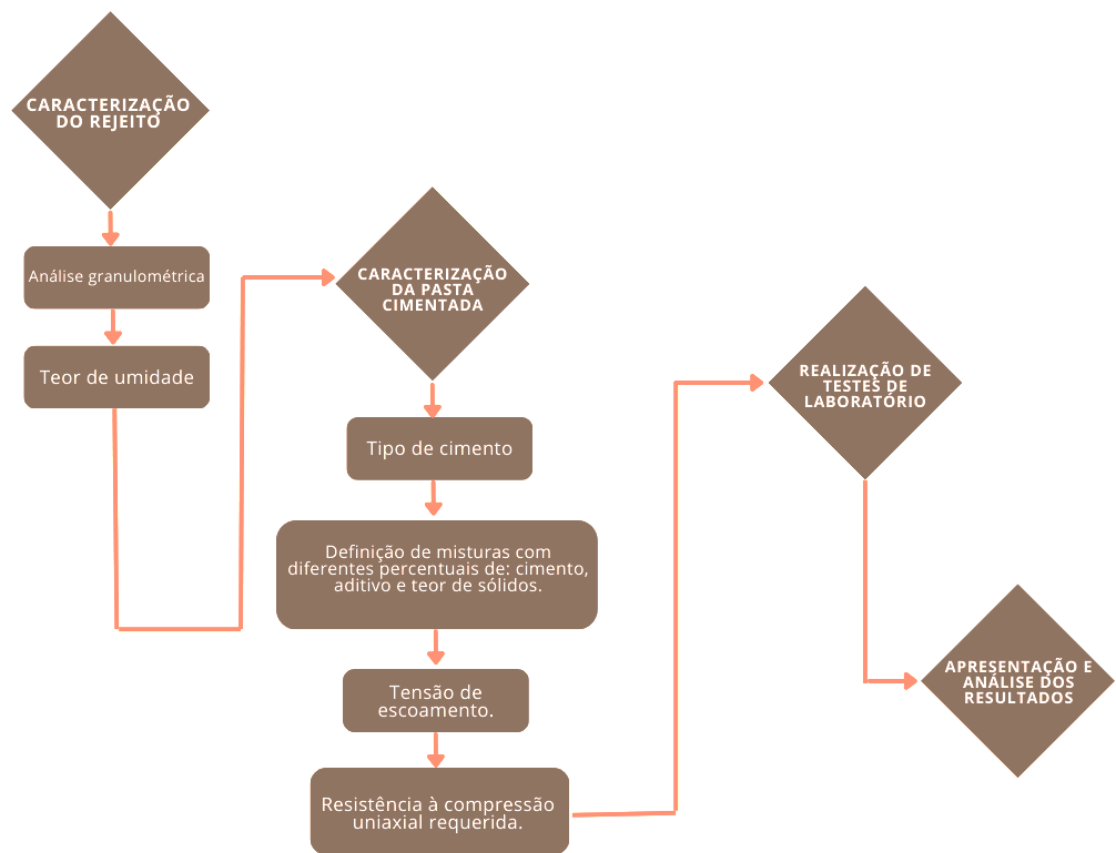 CARACTERIZAÇÃO
DO REJEITO
Análise granulométrica
Teor de umidade
CARACTERIZAÇÃO
DA PASTA
CIMENTADA
Tipo de cimento
Definição de misturas com
diferentes percentuais de: cimento,
aditivo e teor de sólidos.
Tensão de
escoamento.
Resistência à compressão
uniaxial requerida.
REALIZAÇÃO DE
TESTES DE
LABORATÓRIO
APRESENTAÇÃO E
ANÁLISE DOS
RESULTADOS